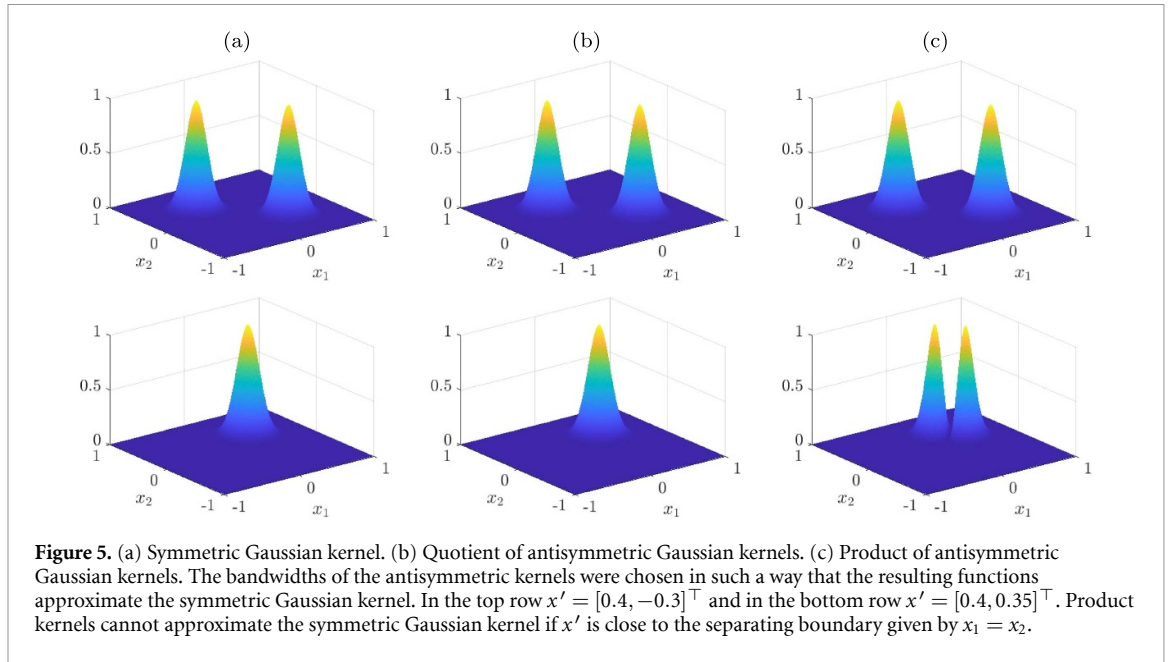 (a) (b) (c)
1 1 1
0.5 0.5 0.5
0 0 0
1 1 1 1 1 1
0 0 0 0 0 0
x₂ -1 -1 x₁ x₂ -1 -1 x₁ x₂ -1 -1 x₁
1 1 1
0.5 0.5 0.5
0 0 0
1 1 1 1 1 1
0 0 0 0 0 0
x₂ -1 -1 x₁ x₂ -1 -1 x₁ x₂ -1 -1 x₁
Figure 5. (a) Symmetric Gaussian kernel. (b) Quotient of antisymmetric Gaussian kernels. (c) Product of antisymmetric
Gaussian kernels. The bandwidths of the antisymmetric kernels were chosen in such a way that the resulting functions
approximate the symmetric Gaussian kernel. In the top row x′ = [0.4, −0.3]⊤ and in the bottom row x′ = [0.4, 0.35]⊤. Product
kernels cannot approximate the symmetric Gaussian kernel if x′ is close to the separating boundary given by x₁ = x₂.